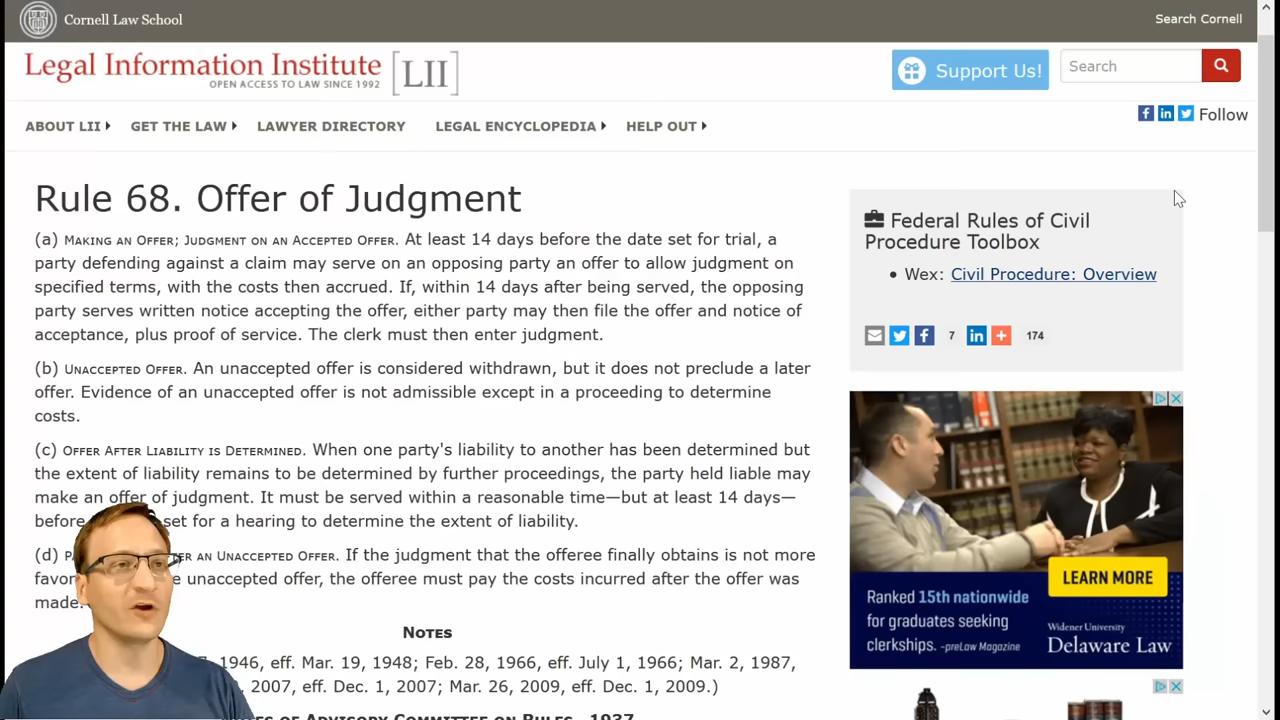 Cornell Law School
Search Cornell
Legal Information Institute [LII]
OPEN ACCESS TO LAW SINCE 1992
Support Us!
Search
ABOUT LII
GET THE LAW
LAWYER DIRECTORY
LEGAL ENCYCLOPEDIA
HELP OUT
Follow
Rule 68. Offer of Judgment
(a) Making an Offer; Judgment on an Accepted Offer. At least 14 days before the date set for trial, a
party defending against a claim may serve on an opposing party an offer to allow judgment on
specified terms, with the costs then accrued. If, within 14 days after being served, the opposing
party serves written notice accepting the offer, either party may then file the offer and notice of
acceptance, plus proof of service. The clerk must then enter judgment.
(b) Unaccepted Offer. An unaccepted offer is considered withdrawn, but it does not preclude a later
offer. Evidence of an unaccepted offer is not admissible except in a proceeding to determine
costs.
(c) Offer After Liability is Determined. When one party's liability to another has been determined but
the extent of liability remains to be determined by further proceedings, the party held liable may
make an offer of judgment. It must be served within a reasonable time—but at least 14 days—
before set for a hearing to determine the extent of liability.
(d) an Unaccepted Offer. If the judgment that the offeree finally obtains is not more
unaccepted offer, the offeree must pay the costs incurred after the offer was
made.
Notes
1946, eff. Mar. 19, 1948; Feb. 28, 1966, eff. July 1, 1966; Mar. 2, 1987,
2007, eff. Dec. 1, 2007; Mar. 26, 2009, eff. Dec. 1, 2009.)
of Advisory Committee on Rules—1937
Federal Rules of Civil
Procedure Toolbox
Wex: Civil Procedure: Overview
7
174
LEARN MORE
Ranked 15th nationwide
for graduates seeking
clerkships. -preLaw Magazine
Widener University
Delaware Law